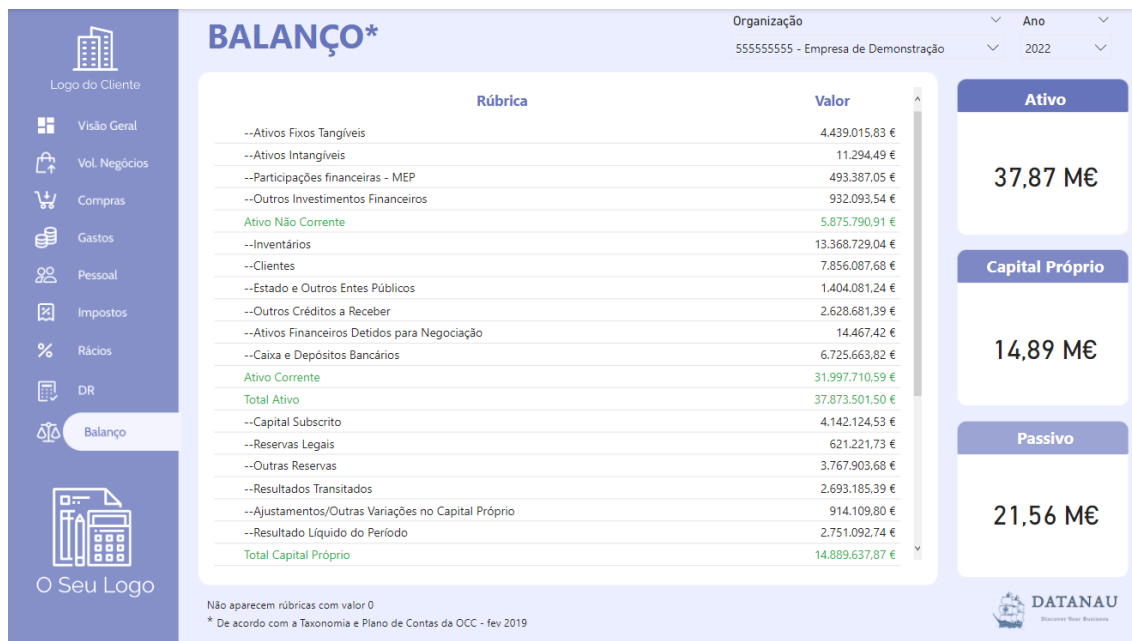 Logo do Cliente
Visão Geral
Vol. Negócios
Compras
Gastos
Pessoal
Impostos
Rácios
DR
Balanço
O Seu Logo
BALANÇO*
Organização
555555555 - Empresa de Demonstração
Ano
2022
Rúbrica Valor
--Ativos Fixos Tangíveis 4.439.015,83 €
--Ativos Intangíveis 11.294,49 €
--Participações financeiras - MEP 493.387,05 €
--Outros Investimentos Financeiros 932.093,54 €
Ativo Não Corrente 5.875.790,91 €
--Inventários 13.368.729,04 €
--Clientes 7.856.087,68 €
--Estado e Outros Entes Públicos 1.404.081,24 €
--Outros Créditos a Receber 2.628.681,39 €
--Ativos Financeiros Detidos para Negociação 14.467,42 €
--Caixa e Depósitos Bancários 6.725.663,82 €
Ativo Corrente 31.997.710,59 €
Total Ativo 37.873.501,50 €
--Capital Subscrito 4.142.124,53 €
--Reservas Legais 621.221,73 €
--Outras Reservas 3.767.903,68 €
--Resultados Transitados 2.693.185,39 €
--Ajustamentos/Outras Variações no Capital Próprio 914.109,80 €
--Resultado Líquido do Período 2.751.092,74 €
Total Capital Próprio 14.889.637,87 €
Ativo
37,87 M€
Capital Próprio
14,89 M€
Passivo
21,56 M€
Não aparecem rúbricas com valor 0
* De acordo com a Taxonomia e Plano de Contas da OCC - fev 2019
DATANAU
Discover Your Business